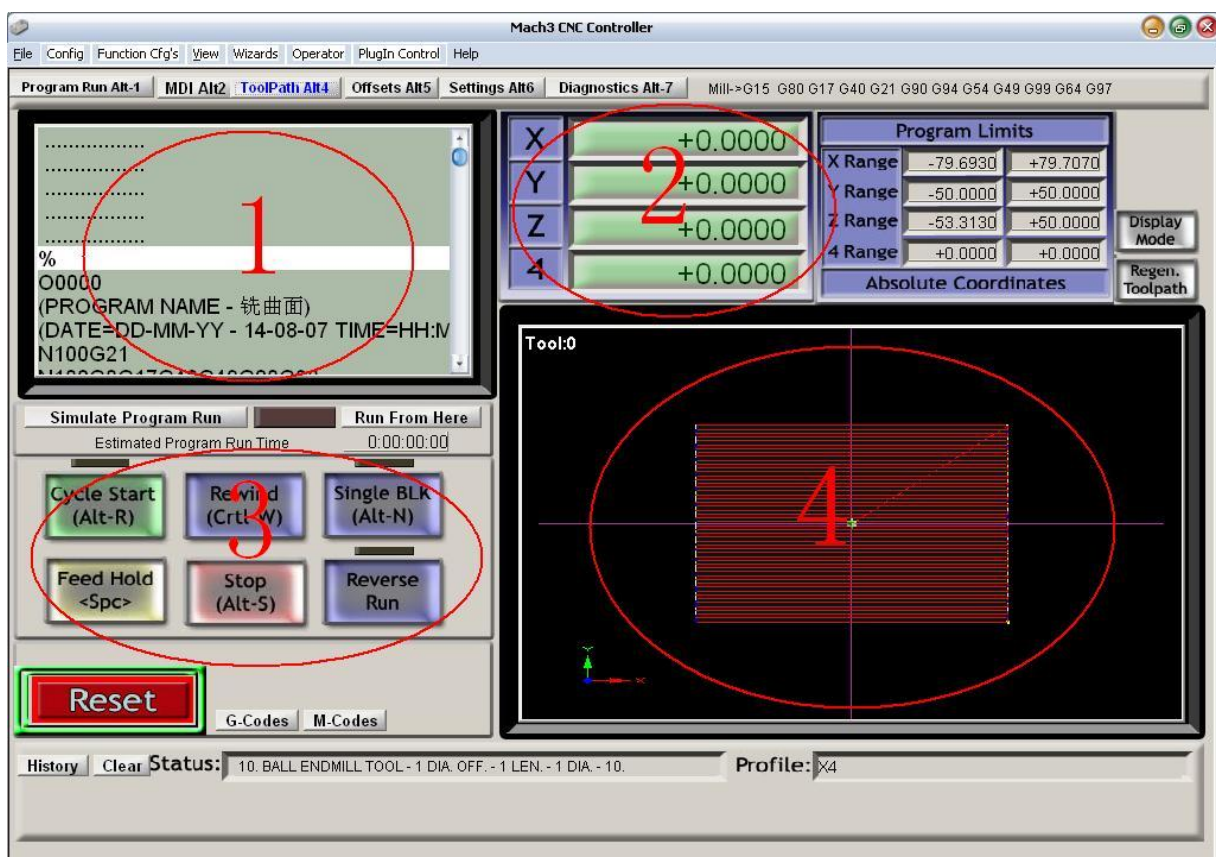 Mach3 CNC Controller
File Config Function Cfg's View Wizards Operator PlugIn Control Help
Program Run Alt-1 MDI Alt2 ToolPath Alt4 Offsets Alt5 Settings Alt6 Diagnostics Alt-7 Mill->G15 G80 G17 G40 G21 G90 G94 G54 G49 G99 G64 G97
................
................
................
................
................
%
O0000
(PROGRAM NAME - 铣曲面)
(DATE=DD-MM-YY - 14-08-07 TIME=HH:M
N100G21
1
X +0.0000
Y +0.0000
Z +0.0000
4 +0.0000
2
Program Limits
X Range -79.6930 +79.7070
Y Range -50.0000 +50.0000
Z Range -53.3130 +50.0000
4 Range +0.0000 +0.0000
Absolute Coordinates
Display
Mode
Regen.
Toolpath
Simulate Program Run Run From Here
Estimated Program Run Time 0:00:00:00
Cycle Start
(Alt-R)
Rewind
(Crtl-W)
Single BLK
(Alt-N)
Feed Hold
<Spc>
Stop
(Alt-S)
Reverse
Run
3
Tool:0
4
Y
X
Reset
G-Codes M-Codes
History Clear Status: 10. BALL ENDMILL TOOL - 1 DIA. OFF. - 1 LEN. - 1 DIA. - 10. Profile: X4